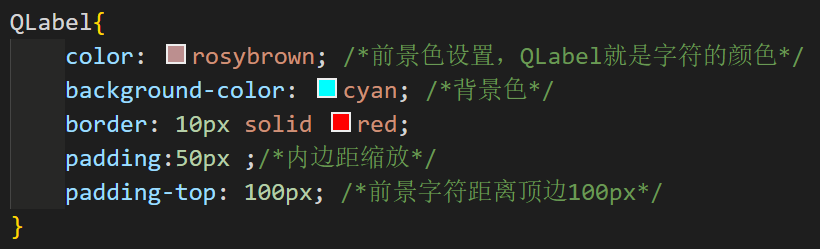 QLabel{
color: rosybrown; /*前景色设置，QLabel就是字符的颜色*/
background-color: cyan; /*背景色*/
border: 10px solid red;
padding:50px ;/*内边距缩放*/
padding-top: 100px; /*前景字符距离顶边100px*/
}